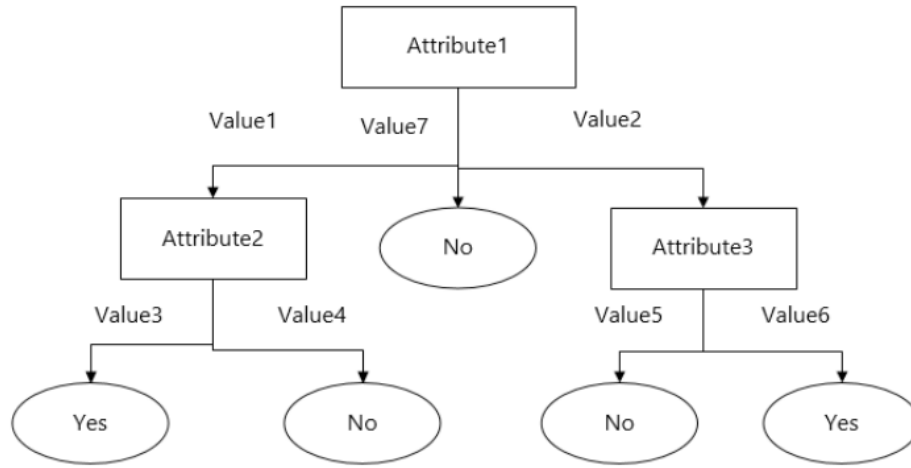 Attribute1
Value1 Value7 Value2
Attribute2 No Attribute3
Value3 Value4 Value5 Value6
Yes No No Yes